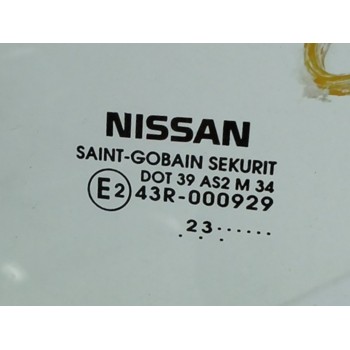 NISSAN
SAINT-GOBAIN SEKURIT
DOT 39 AS2 M 34
E2 43R-000929
23......
. ...